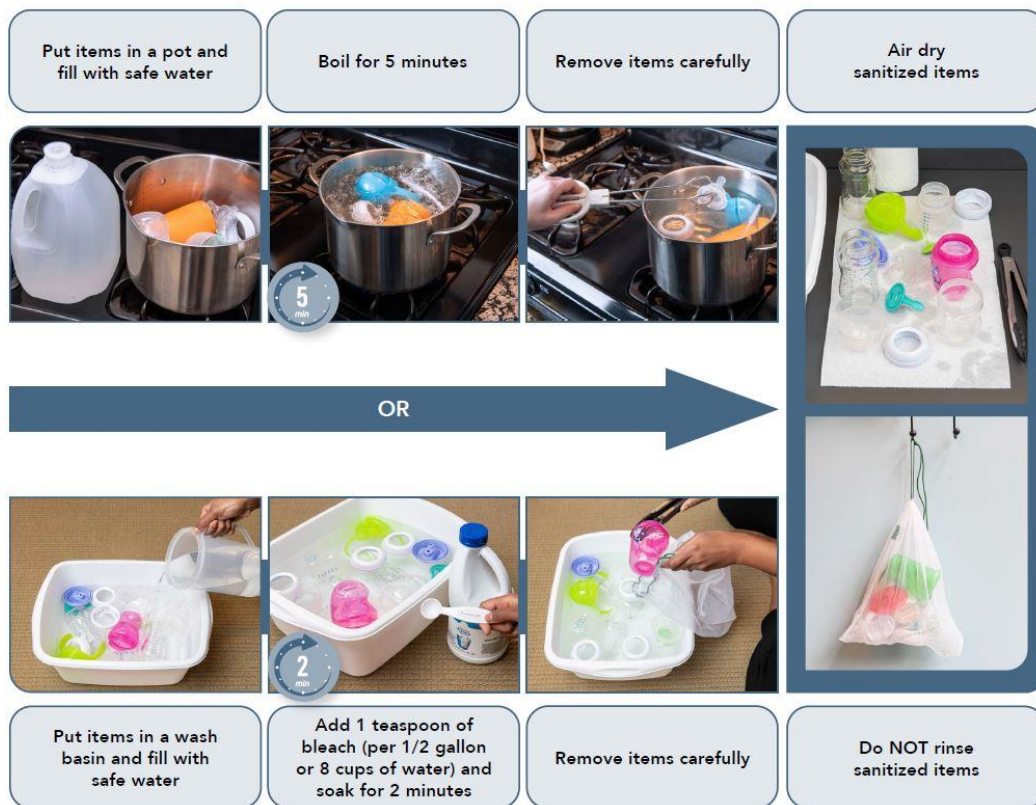 Put items in a pot and
fill with safe water
Boil for 5 minutes
Remove items carefully
Air dry
sanitized items
5
min
OR
2
min
Put items in a wash
basin and fill with
safe water
Add 1 teaspoon of
bleach (per 1/2 gallon
or 8 cups of water) and
soak for 2 minutes
Remove items carefully
Do NOT rinse
sanitized items